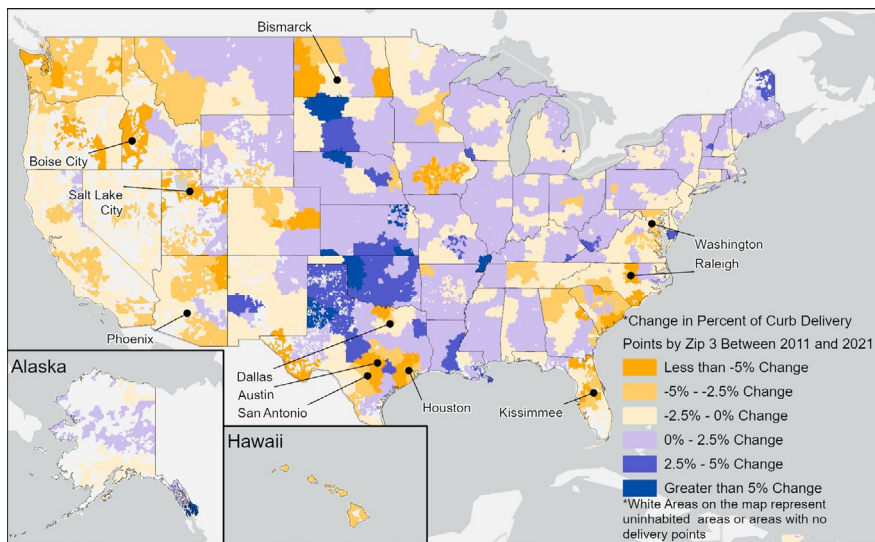 Bismarck
Boise City
Salt Lake
City
Washington
Raleigh
Phoenix
*Change in Percent of Curb Delivery
Points by Zip 3 Between 2011 and 2021
Less than -5% Change
-5% - -2.5% Change
-2.5% - 0% Change
0% - 2.5% Change
2.5% - 5% Change
Greater than 5% Change
*White Areas on the map represent
uninhabited areas or areas with no
delivery points
Dallas
Austin
San Antonio
Houston
Kissimmee
Alaska
Hawaii